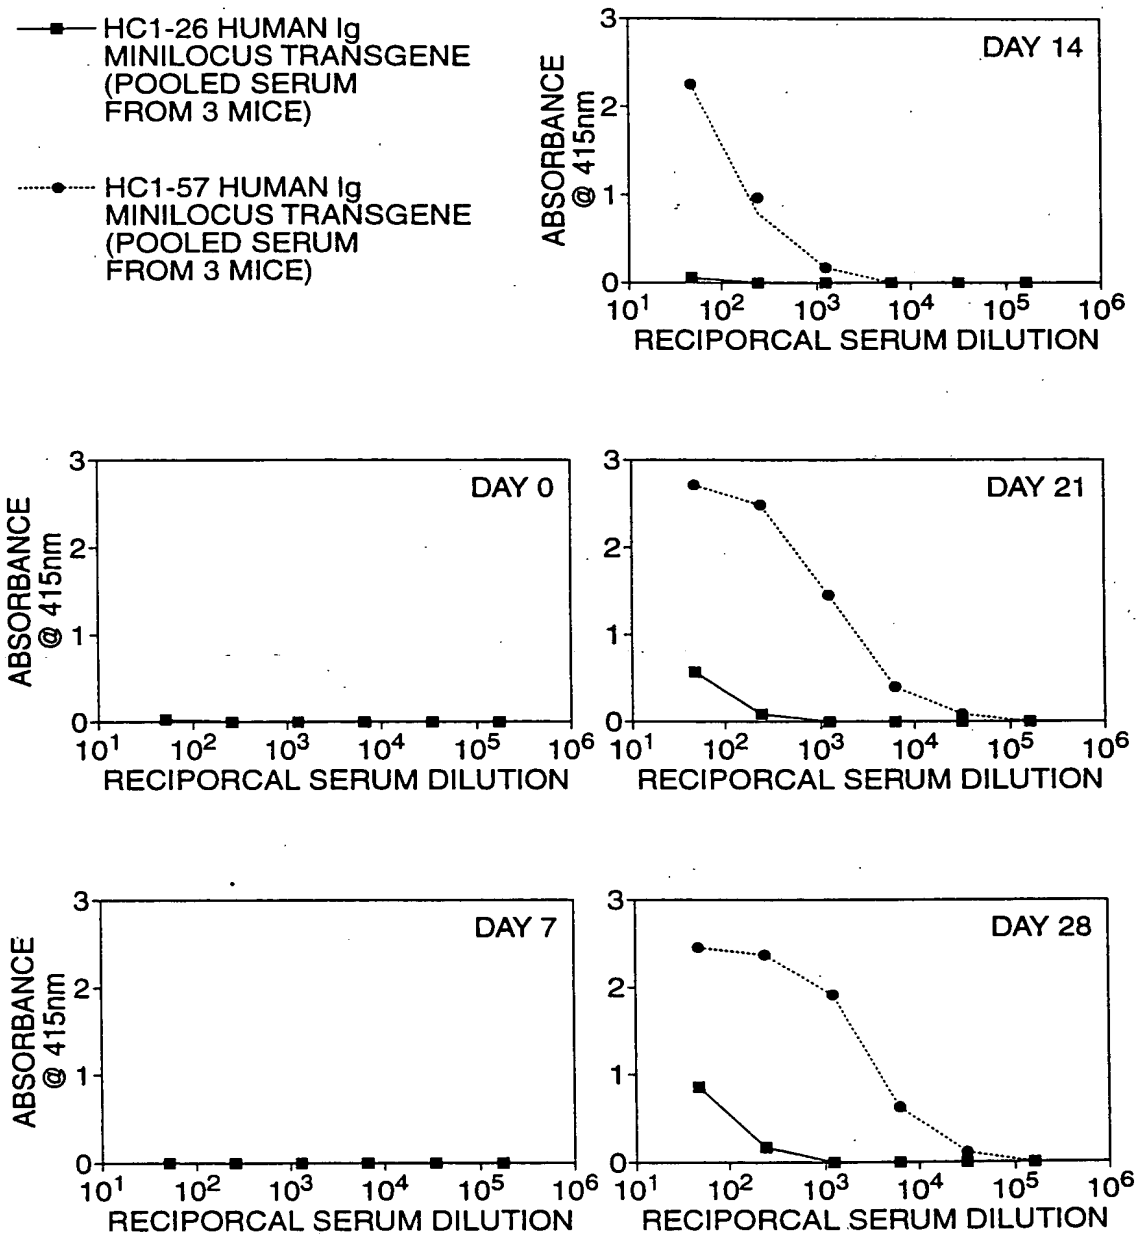 HC1-26 HUMAN Ig
MINILOCUS TRANSGENE
(POOLED SERUM
FROM 3 MICE)
HC1-57 HUMAN Ig
MINILOCUS TRANSGENE
(POOLED SERUM
FROM 3 MICE)
DAY 14
ABSORBANCE
@ 415nm
3
2
1
0
10¹ 10² 10³ 10⁴ 10⁵ 10⁶
RECIPORCAL SERUM DILUTION
DAY 0
ABSORBANCE
@ 415nm
3
2
1
0
10¹ 10² 10³ 10⁴ 10⁵ 10⁶
RECIPORCAL SERUM DILUTION
DAY 21
3
2
1
0
10¹ 10² 10³ 10⁴ 10⁵ 10⁶
RECIPORCAL SERUM DILUTION
DAY 7
ABSORBANCE
@ 415nm
3
2
1
0
10¹ 10² 10³ 10⁴ 10⁵ 10⁶
RECIPORCAL SERUM DILUTION
DAY 28
3
2
1
0
10¹ 10² 10³ 10⁴ 10⁵ 10�6
RECIPORCAL SERUM DILUTION